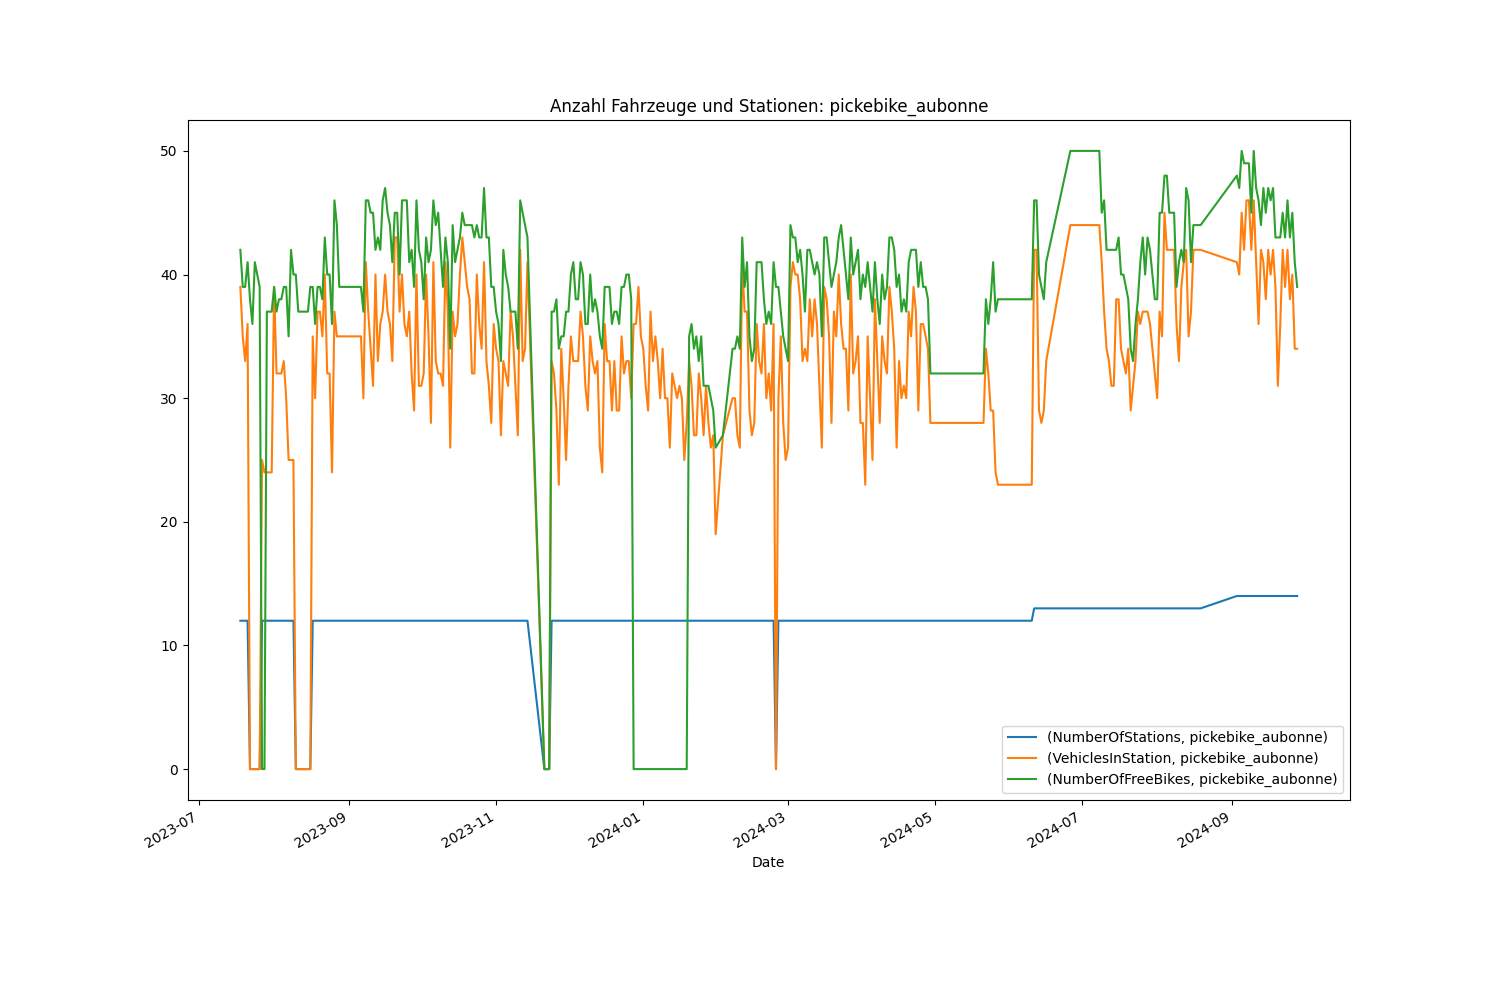 Anzahl Fahrzeuge und Stationen: pickebike_aubonne
50
40
30
20
10
0
(NumberOfStations, pickebike_aubonne)
(VehiclesInStation, pickebike_aubonne)
(NumberOfFreeBikes, pickebike_aubonne)
2023-07
2023-09
2023-11
2024-01
2024-03
2024-05
2024-07
2024-09
Date